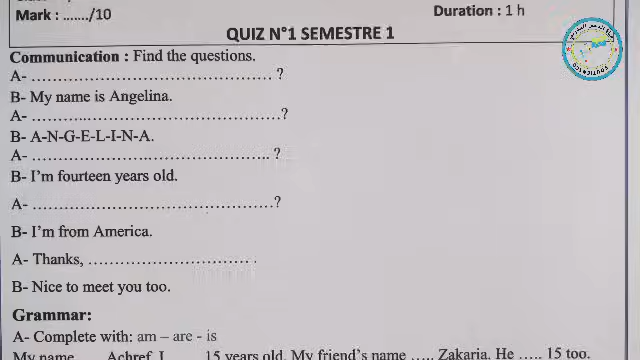 Mark : ......./10
Duration : 1 h
QUIZ N°1 SEMESTRE 1
Communication : Find the questions.
A- ………………………………………… ?
B- My name is Angelina.
A- …………………………………………?
B- A-N-G-E-L-I-N-A.
A- ……………………………………….. ?
B- I'm fourteen years old.
A- ………………………………………?
B- I'm from America.
A- Thanks, ……………………………
B- Nice to meet you too.
Grammar:
A- Complete with: am – are - is
My name ….. Achref. I ….. 15 years old. My friend's name ….. Zakaria. He ….. 15 too.